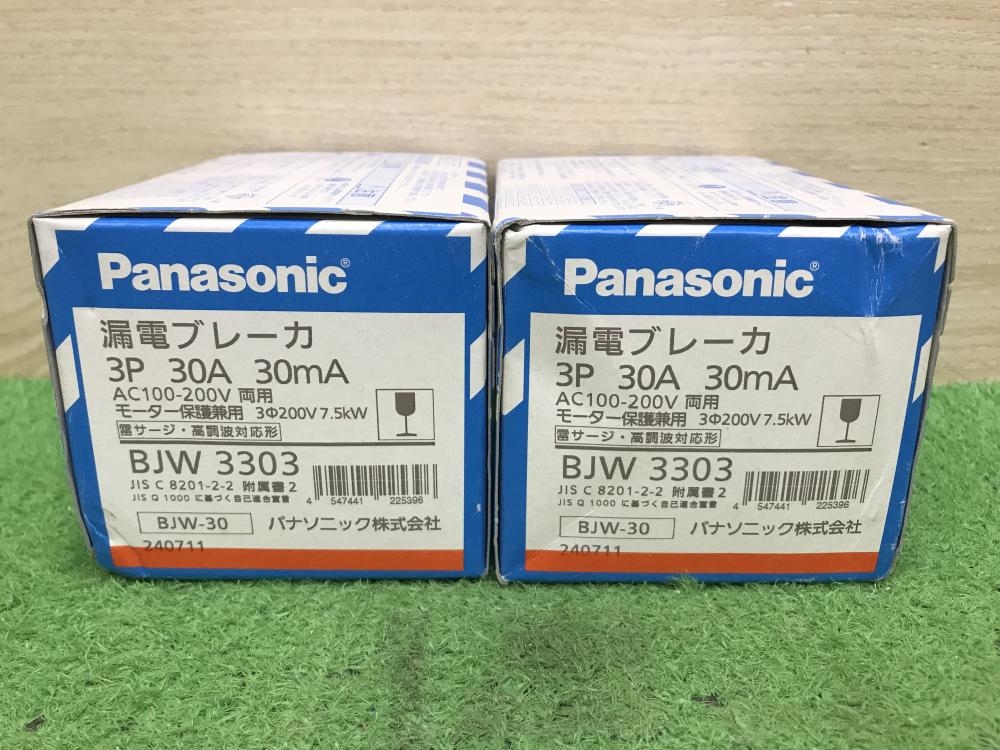 Panasonic®
漏電ブレーカ
3P 30A 30mA
AC100-200V 両用
モーター保護兼用 3Φ200V 7.5kW
雷サージ・高調波対応形
BJW 3303
JIS C 8201-2-2 附属書2
JIS Q 1000 に基づく自己適合宣言
4 547441 225396
BJW-30 パナソニック株式会社
240711
Panasonic®
漏電ブレーカ
3P 30A 30mA
AC100-200V 両用
モーター保護兼用 3Φ200V 7.5kW
雷サージ・高調波対応形
BJW 3303
JIS C 8201-2-2 附属書2
JIS Q 1000 に基づく自己適合宣言
4 547441 225396
BJW-30 パナソニック株式会社
240711